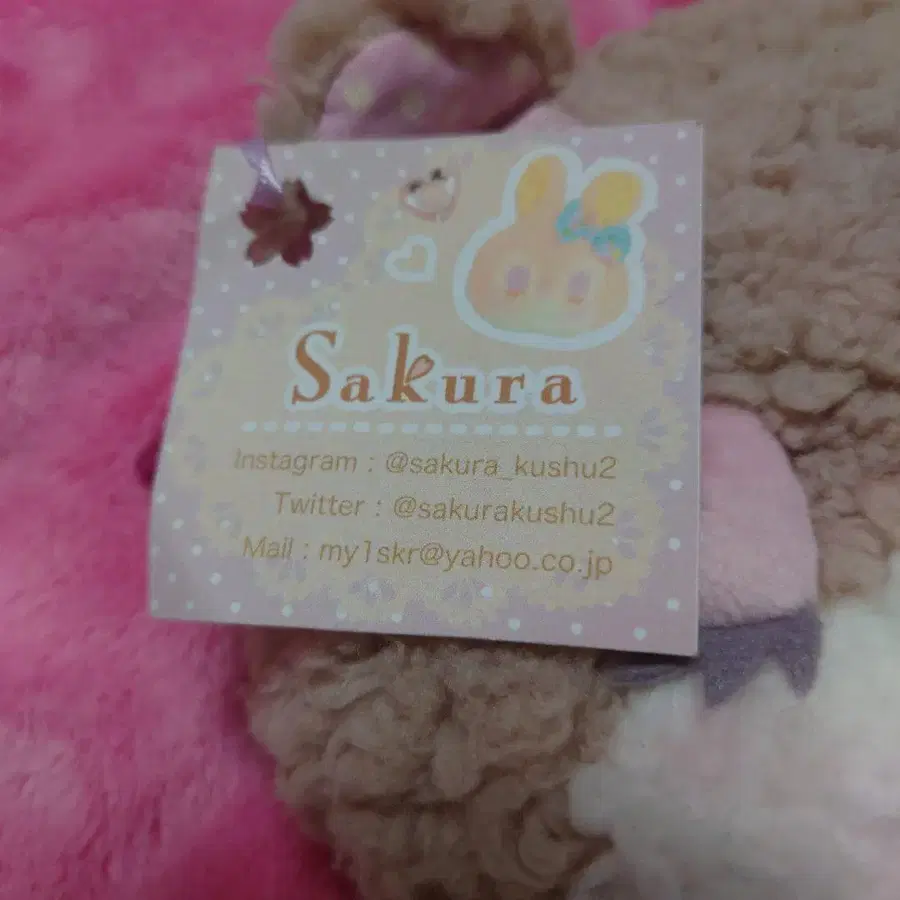 Sakura
Instagram : @sakura_kushu2
Twitter : @sakurakushu2
Mail : my1skr@yahoo.co.jp